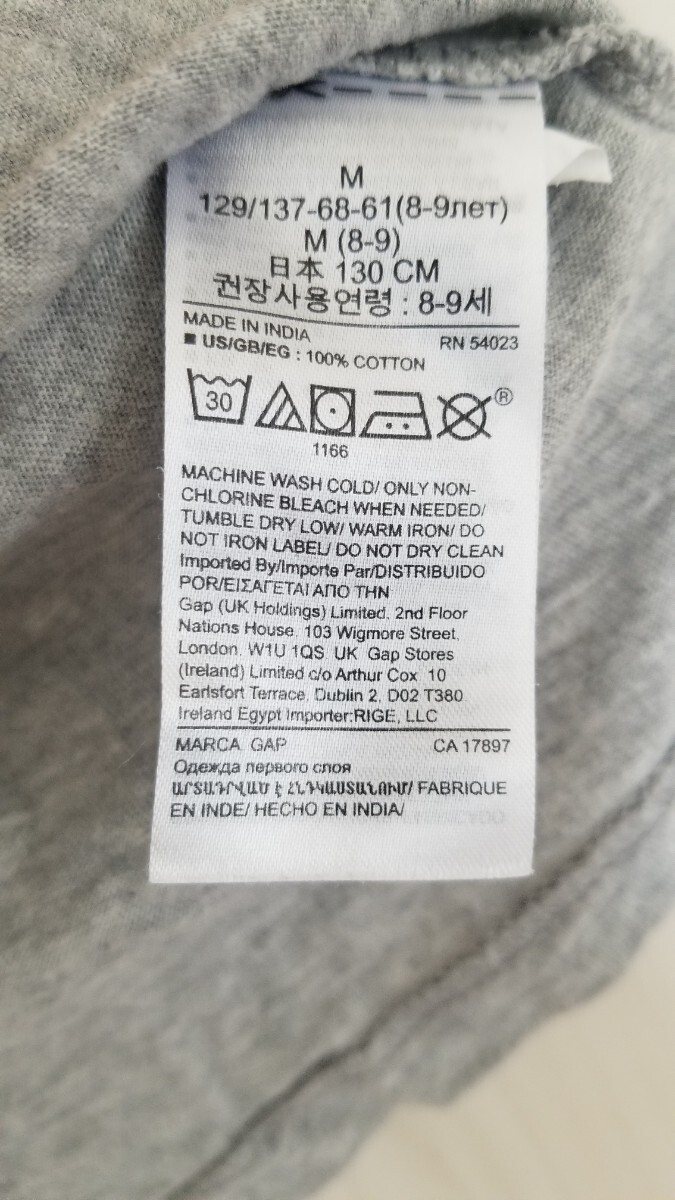 M
129/137-68-61(8-9лет)
M (8-9)
日本 130 CM
권장사용연령 : 8-9세
MADE IN INDIA RN 54023
■ US/GB/EG : 100% COTTON
30 ®
1166
MACHINE WASH COLD/ ONLY NON-
CHLORINE BLEACH WHEN NEEDED/
TUMBLE DRY LOW/ WARM IRON/ DO
NOT IRON LABEL/ DO NOT DRY CLEAN
Imported By/Importe Par/DISTRIBUIDO
POR/ΕΙΣΑΓΕΤΑΙ ΑΠΟ ΤΗΝ
Gap (UK Holdings) Limited, 2nd Floor
Nations House, 103 Wigmore Street,
London, W1U 1QS, UK Gap Stores
(Ireland) Limited c/o Arthur Cox 10
Earlsfort Terrace, Dublin 2, D02 T380,
Ireland Egypt Importer:RIGE, LLC
MARCA GAP CA 17897
Одежда первого слоя
ԱՐՏԱԴՐՎԱԾ Է ՀՆԴԿԱՍՏԱՆՈՒՄ/ FABRIQUE
EN INDE/ HECHO EN INDIA/